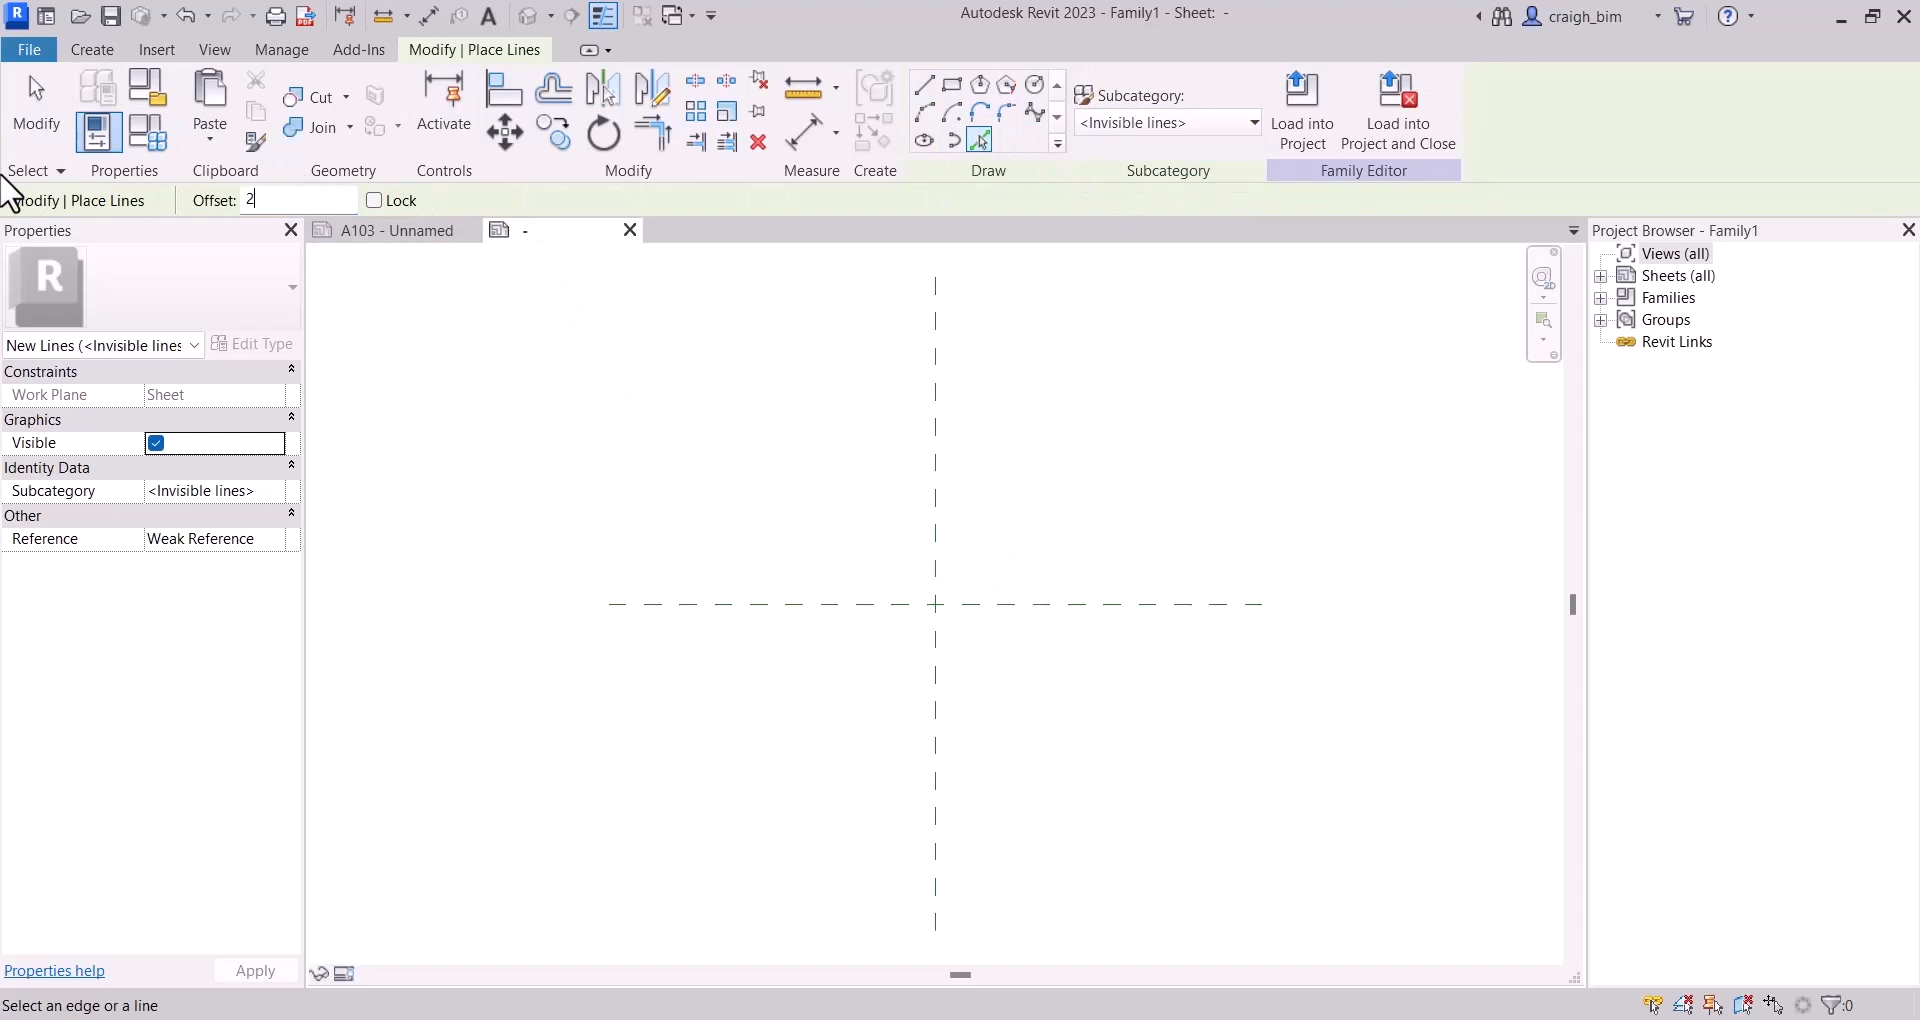 Autodesk Revit 2023 - Family1 - Sheet: -
craigh_bim
File Create Insert View Manage Add-Ins Modify | Place Lines
Modify
Paste
Cut
Join
Activate
Subcategory:
<Invisible lines>
Load into
Project
Load into
Project and Close
Select Properties Clipboard Geometry Controls Modify Measure Create Draw Subcategory Family Editor
Modify | Place Lines Offset: 2 Lock
Properties
A103 - Unnamed
-
Project Browser - Family1
R
New Lines (<Invisible lines
Edit Type
Constraints
Work Plane Sheet
Graphics
Visible
Identity Data
Subcategory <Invisible lines>
Other
Reference Weak Reference
2D
Views (all)
Sheets (all)
Families
Groups
Revit Links
Properties help
Apply
Select an edge or a line
:0